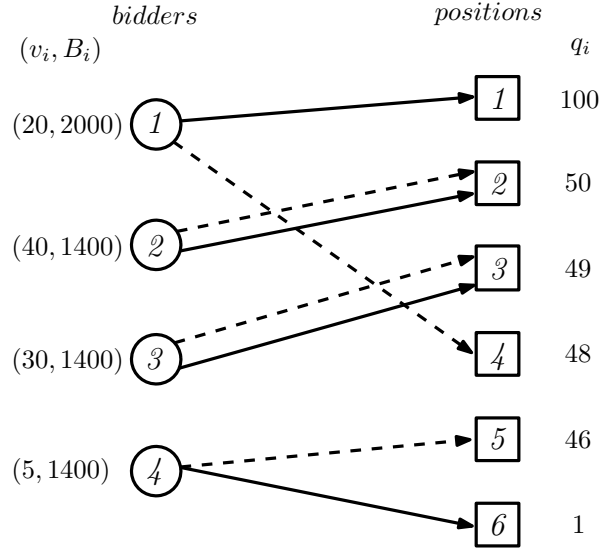 bidders positions
(v_i, B_i) q_i
1 100
(20, 2000) 1
2 50
(40, 1400) 2
3 49
(30, 1400) 3
4 48
(5, 1400) 4
5 46
6 1